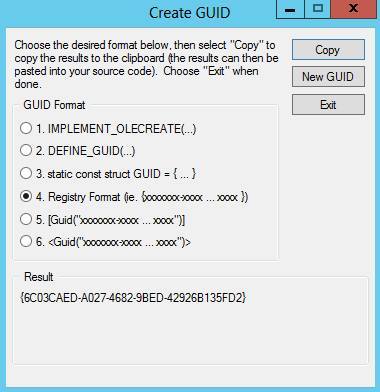 Create GUID
Choose the desired format below, then select "Copy" to
copy the results to the clipboard (the results can then be
pasted into your source code).  Choose "Exit" when
done.
Copy
New GUID
Exit
GUID Format
1. IMPLEMENT_OLECREATE(...)
2. DEFINE_GUID(...)
3. static const struct GUID = { ... }
4. Registry Format (ie. {xxxxxxx-xxxx ... xxxx })
5. [Guid("xxxxxxx-xxxx ... xxxx")]
6. <Guid("xxxxxxx-xxxx ... xxxx")>
Result
{6C03CAED-A027-4682-9BED-42926B135FD2}